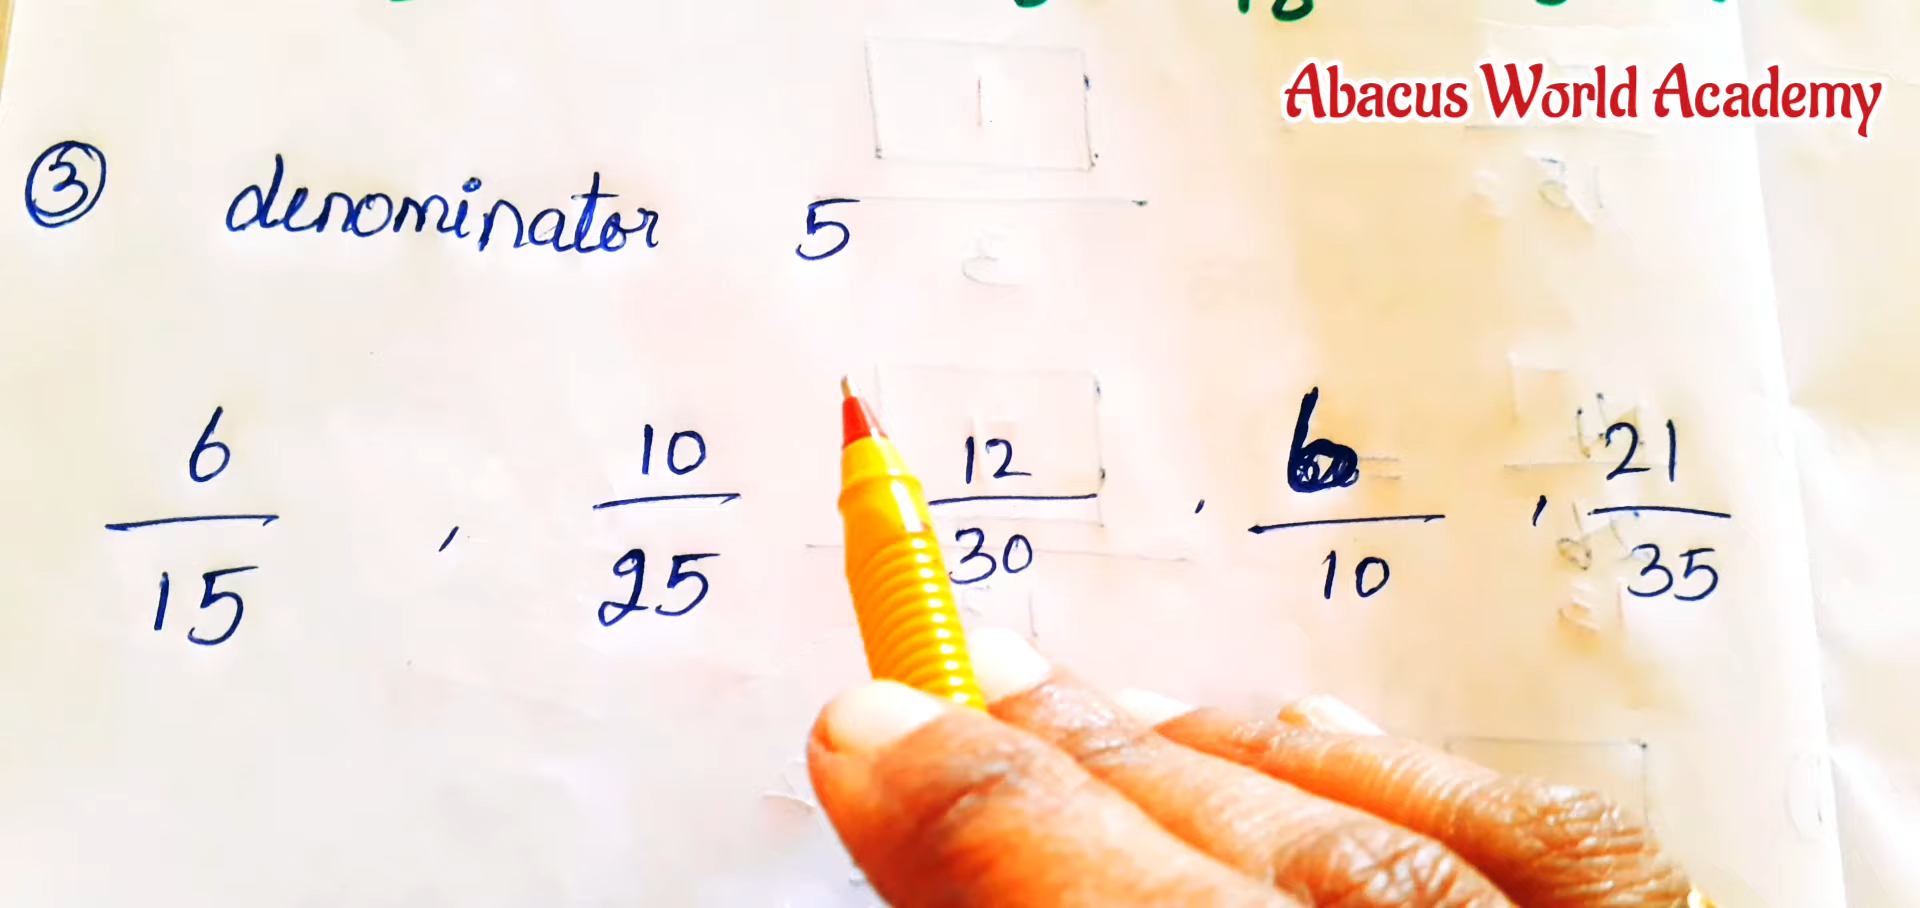 Abacus World Academy
③ denominator 5
6/15 , 10/25 12/30 , 6/10 , 21/35